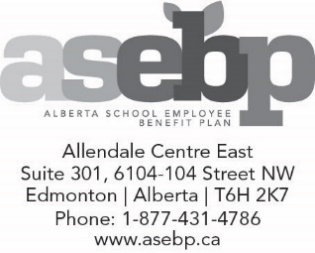 asebp
ALBERTA SCHOOL EMPLOYEE
BENEFIT PLAN
Allendale Centre East
Suite 301, 6104-104 Street NW
Edmonton | Alberta | T6H 2K7
Phone: 1-877-431-4786
www.asebp.ca